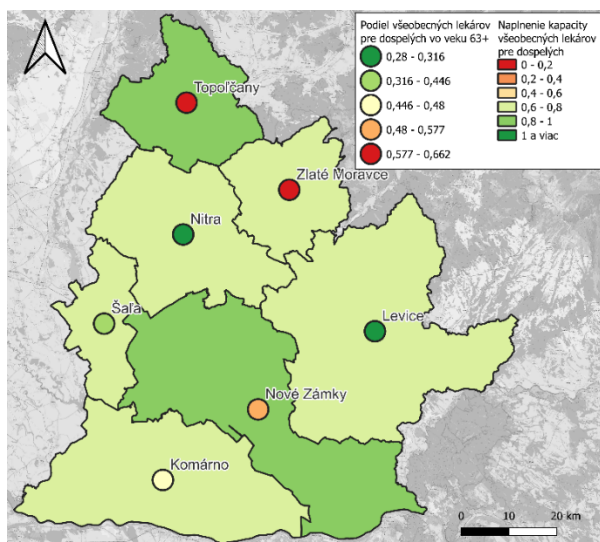 Podiel všeobecných lekárov
pre dospelých vo veku 63+
0,28 - 0,316
0,316 - 0,446
0,446 - 0,48
0,48 - 0,577
0,577 - 0,662
Naplnenie kapacity
všeobecných lekárov
pre dospelých
0 - 0,2
0,2 - 0,4
0,4 - 0,6
0,6 - 0,8
0,8 - 1
1 a viac
Topoľčany
Zlaté Moravce
Nitra
Šaľa
Levice
Nové Zámky
Komárno
0 10 20 km